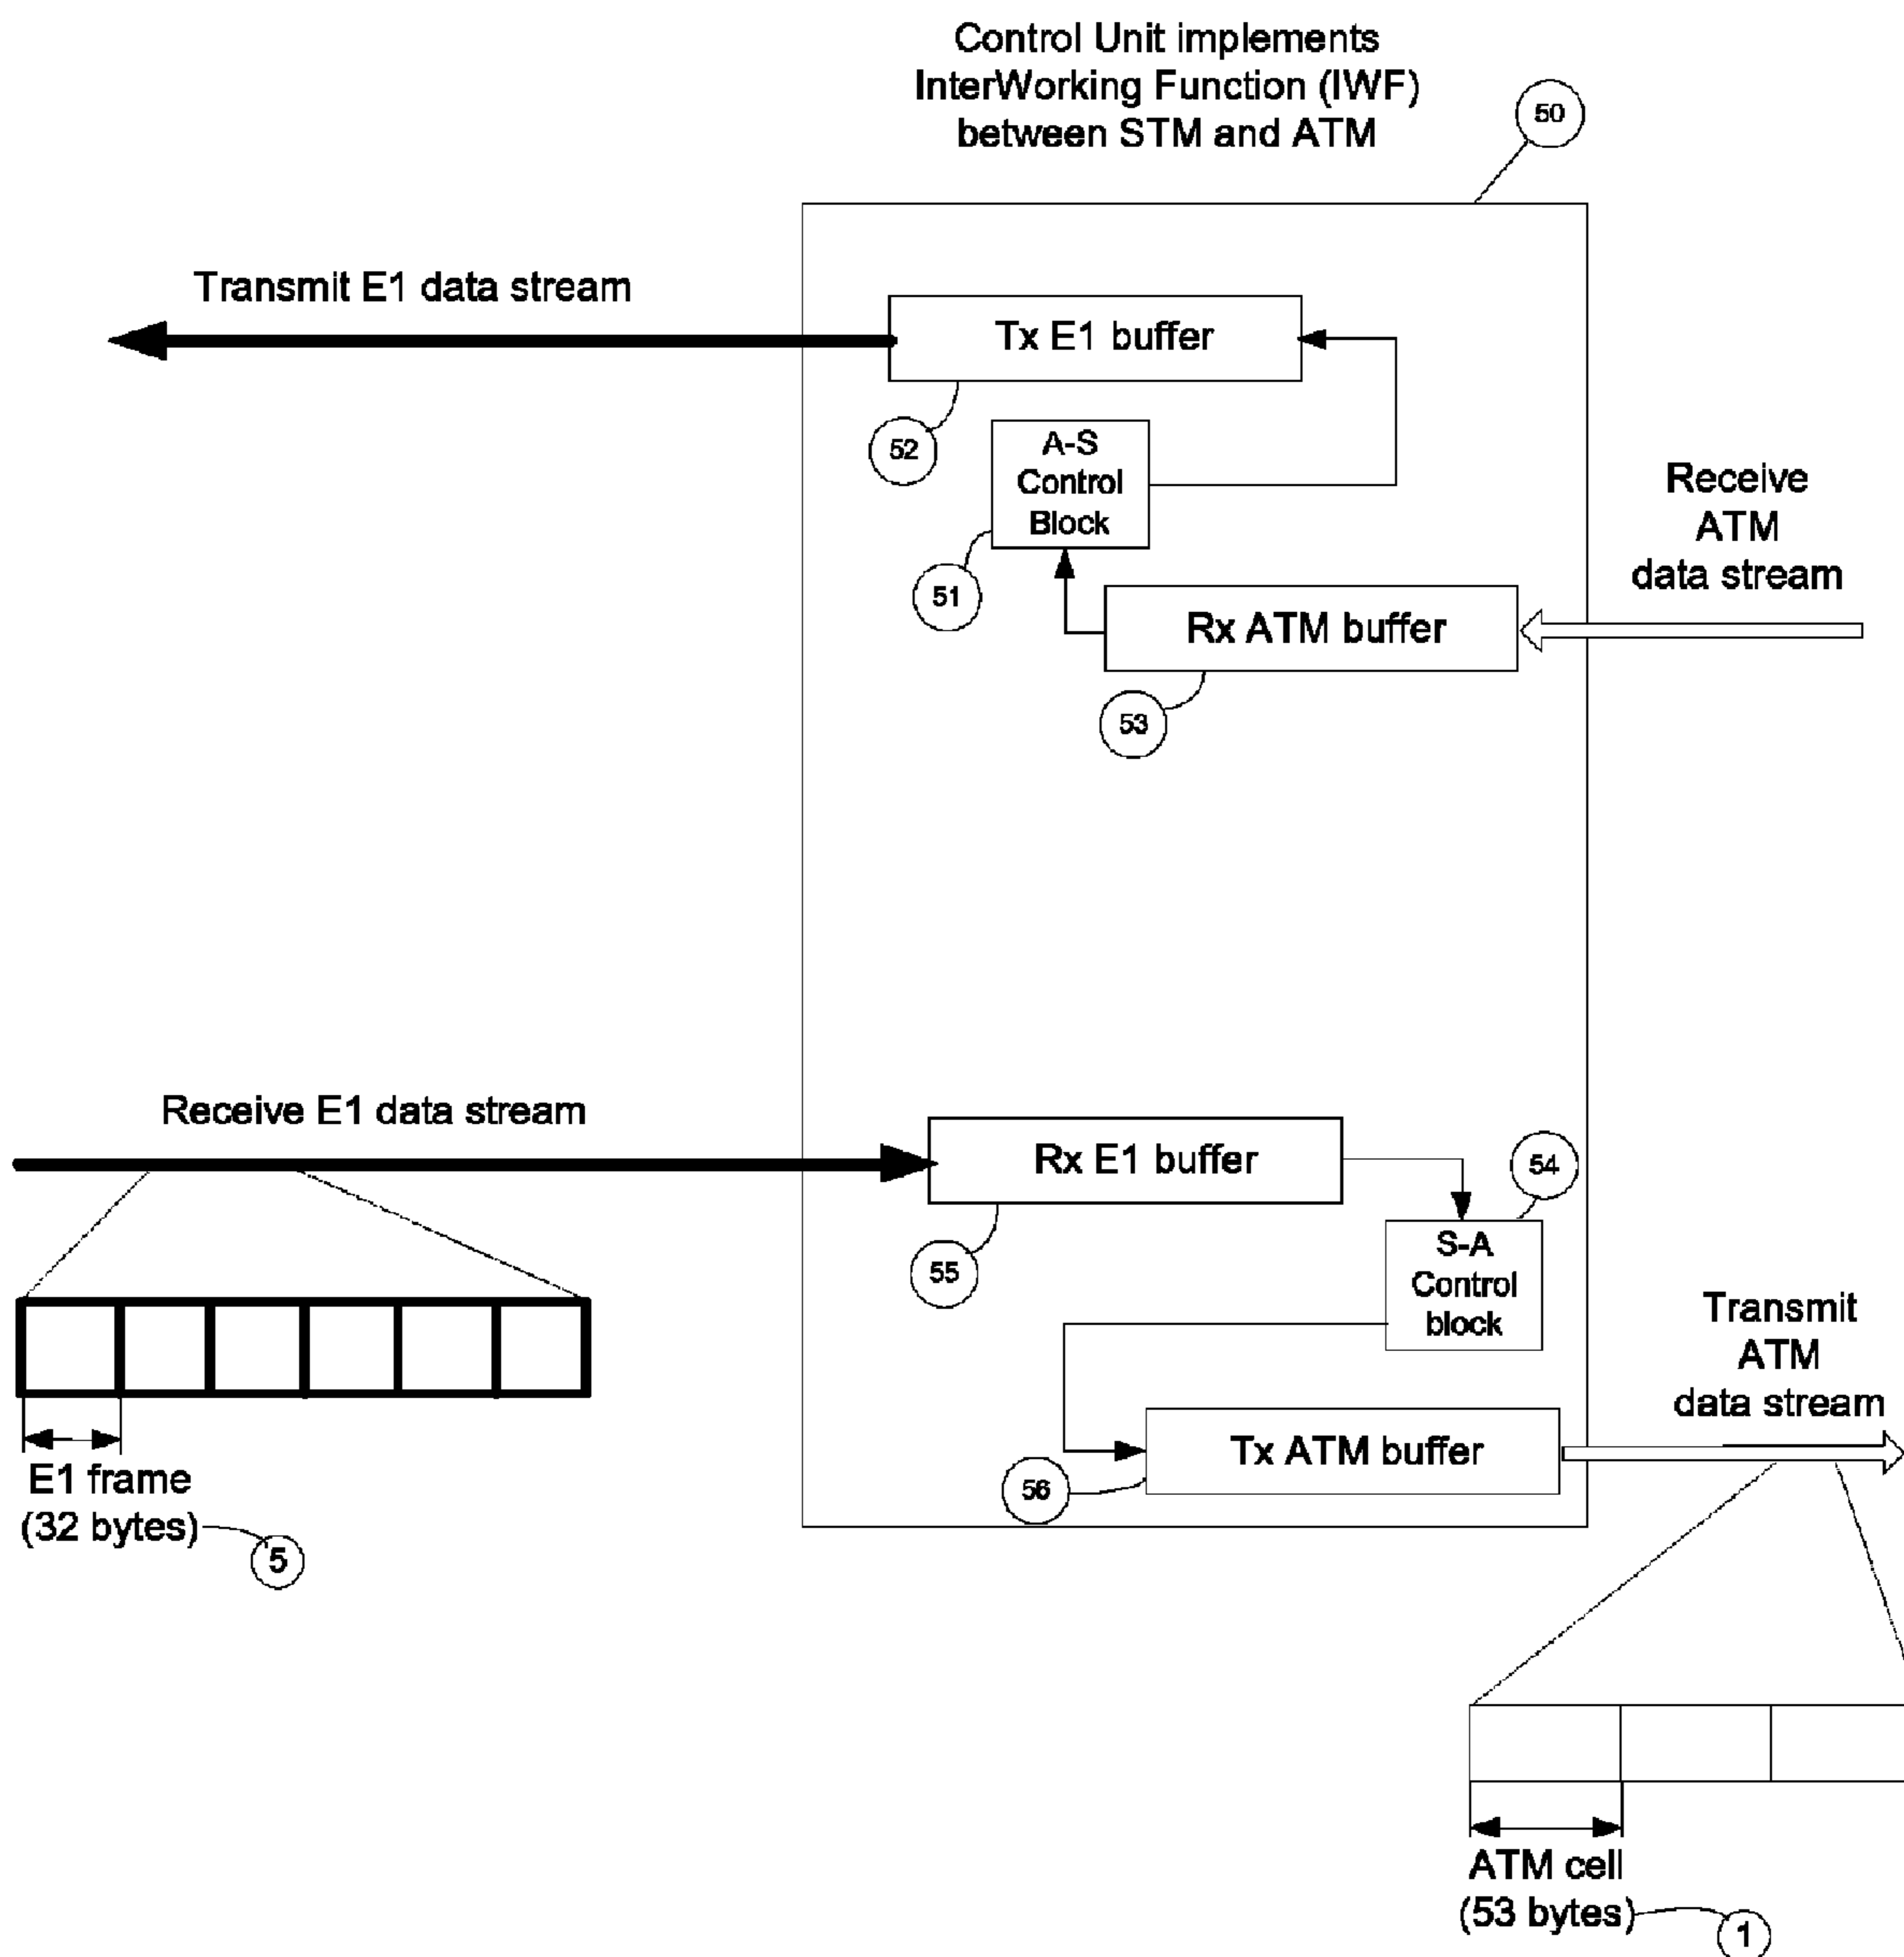 Control Unit implements
InterWorking Function (IWF)
between STM and ATM
50
Transmit E1 data stream
Tx E1 buffer
52
A-S
Control
Block
51
Receive
ATM
data stream
Rx ATM buffer
53
Receive E1 data stream
Rx E1 buffer
54
55
S-A
Control
block
Transmit
ATM
data stream
Tx ATM buffer
56
E1 frame
(32 bytes)
5
ATM cell
(53 bytes)
1